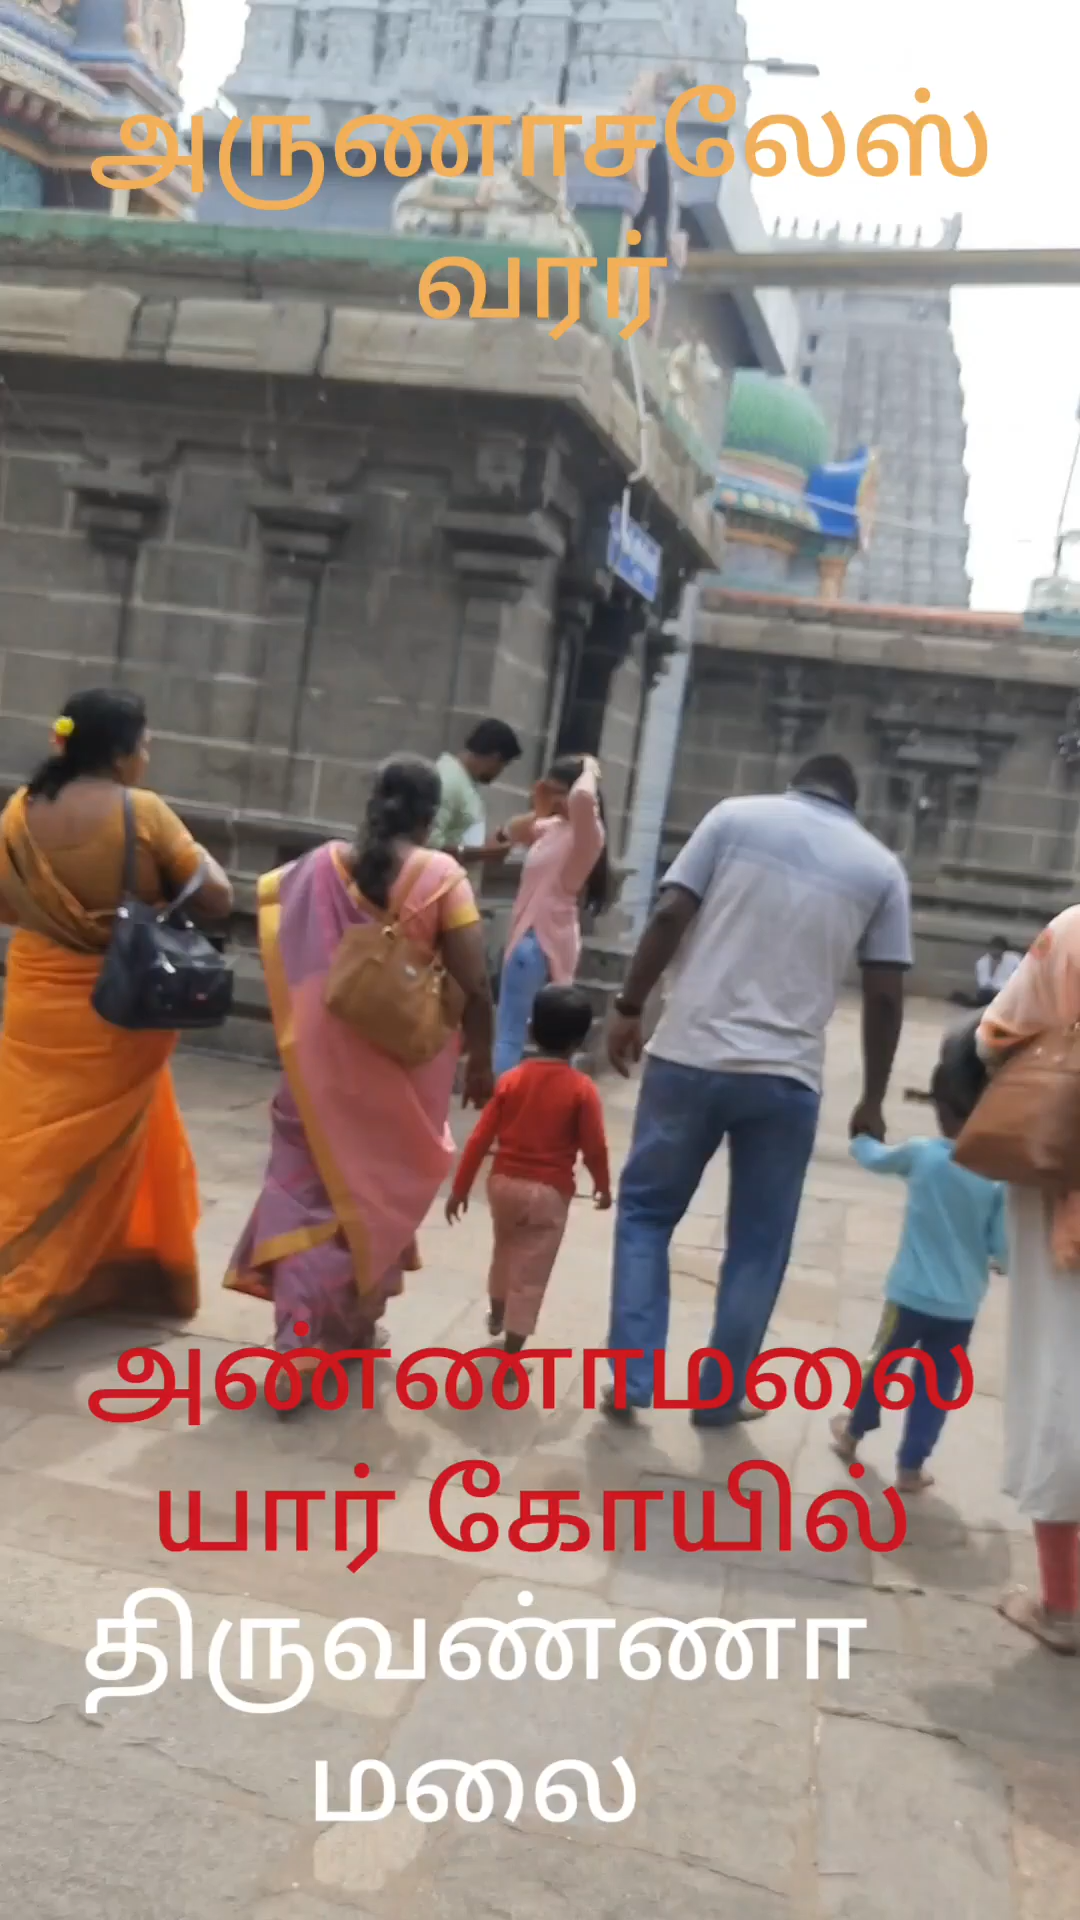 அருணாசலேஸ்
வரர்
அண்ணாமலை
யார் கோயில்
திருவண்ணா
மலை